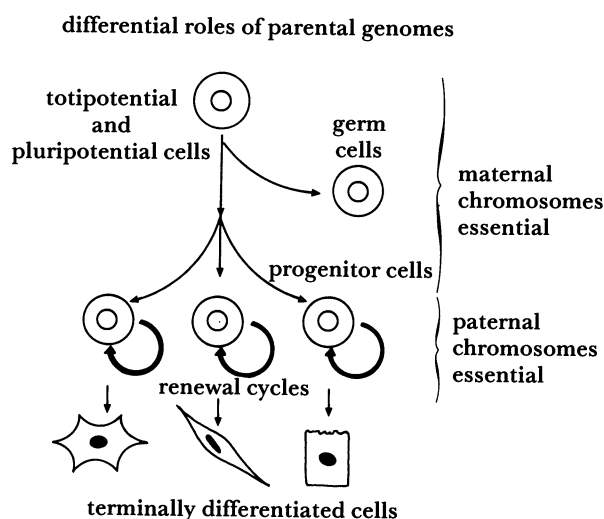 differential roles of parental genomes
totipotential
and
pluripotential cells
germ
cells
maternal
chromosomes
essential
progenitor cells
paternal
chromosomes
essential
renewal cycles
terminally differentiated cells